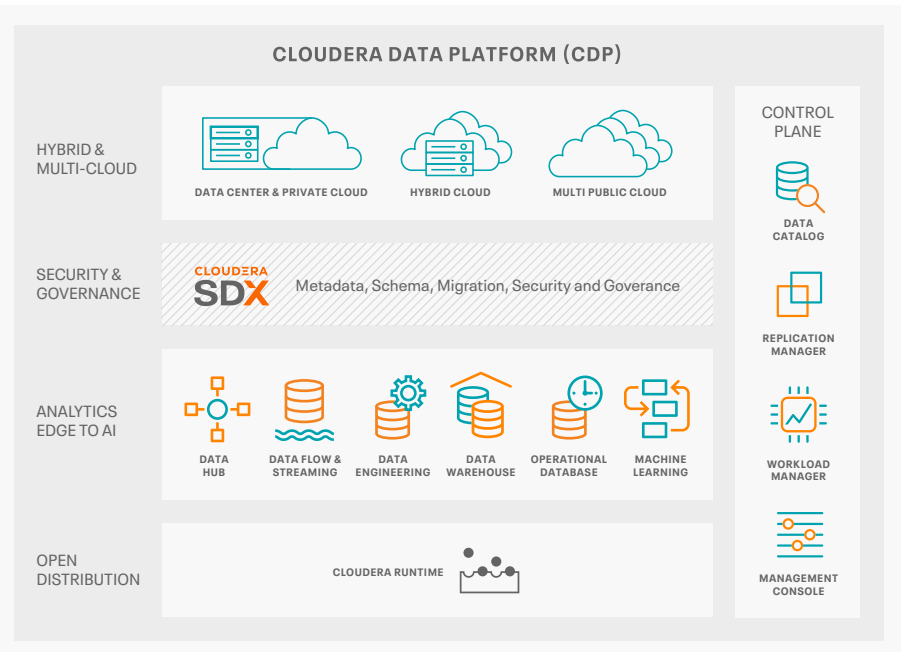 CLOUDERA DATA PLATFORM (CDP)
HYBRID &
MULTI-CLOUD
DATA CENTER & PRIVATE CLOUD
HYBRID CLOUD
MULTI PUBLIC CLOUD
SECURITY &
GOVERNANCE
CLOUDERA
SDX
Metadata, Schema, Migration, Security and Goverance
ANALYTICS
EDGE TO AI
DATA
HUB
DATA FLOW &
STREAMING
DATA
ENGINEERING
DATA
WAREHOUSE
OPERATIONAL
DATABASE
MACHINE
LEARNING
OPEN
DISTRIBUTION
CLOUDERA RUNTIME
CONTROL
PLANE
DATA
CATALOG
REPLICATION
MANAGER
WORKLOAD
MANAGER
MANAGEMENT
CONSOLE